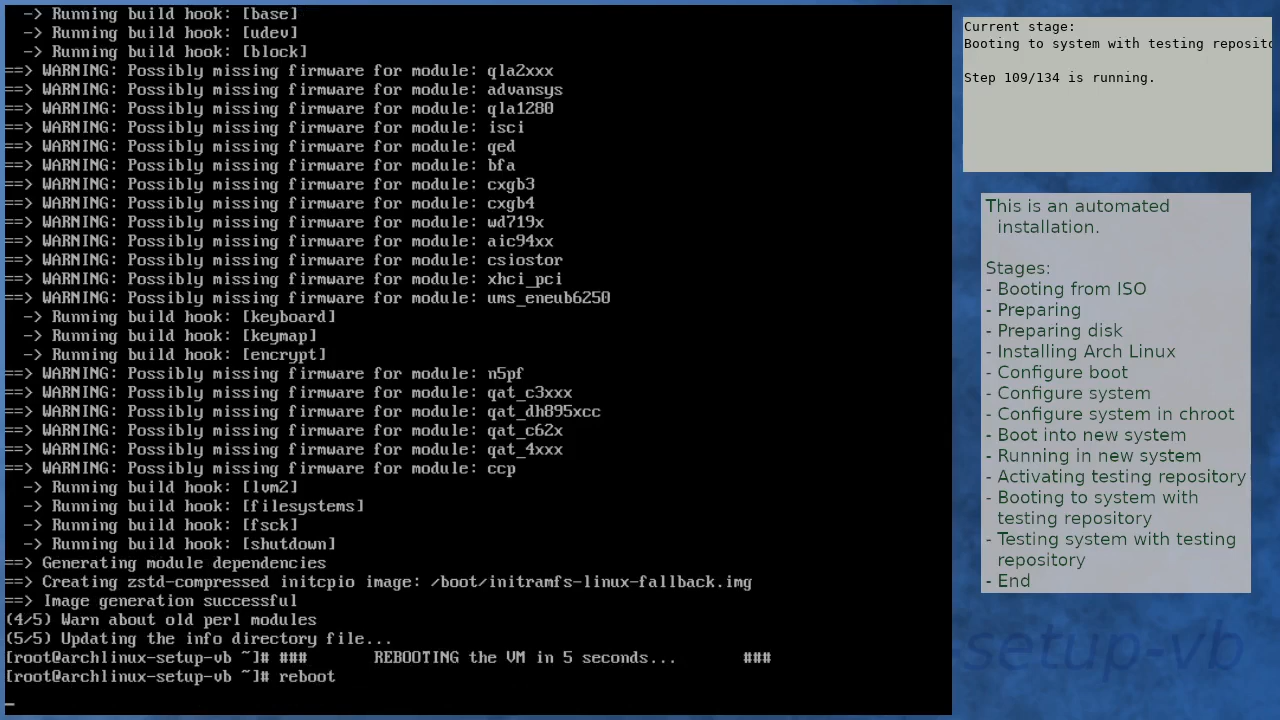 -> Running build hook: [base]
-> Running build hook: [udev]
-> Running build hook: [block]
==> WARNING: Possibly missing firmware for module: qla2xxx
==> WARNING: Possibly missing firmware for module: advansys
==> WARNING: Possibly missing firmware for module: qla1280
==> WARNING: Possibly missing firmware for module: isci
==> WARNING: Possibly missing firmware for module: qed
==> WARNING: Possibly missing firmware for module: bfa
==> WARNING: Possibly missing firmware for module: cxgb3
==> WARNING: Possibly missing firmware for module: cxgb4
==> WARNING: Possibly missing firmware for module: wd719x
==> WARNING: Possibly missing firmware for module: aic94xx
==> WARNING: Possibly missing firmware for module: csiostor
==> WARNING: Possibly missing firmware for module: xhci_pci
==> WARNING: Possibly missing firmware for module: ums_eneub6250
-> Running build hook: [keyboard]
-> Running build hook: [keymap]
-> Running build hook: [encrypt]
==> WARNING: Possibly missing firmware for module: n5pf
==> WARNING: Possibly missing firmware for module: qat_c3xxx
==> WARNING: Possibly missing firmware for module: qat_dh895xcc
==> WARNING: Possibly missing firmware for module: qat_c62x
==> WARNING: Possibly missing firmware for module: qat_4xxx
==> WARNING: Possibly missing firmware for module: ccp
-> Running build hook: [lvm2]
-> Running build hook: [filesystems]
-> Running build hook: [fsck]
-> Running build hook: [shutdown]
==> Generating module dependencies
==> Creating zstd-compressed initcpio image: /boot/initramfs-linux-fallback.img
==> Image generation successful
(4/5) Warn about old perl modules
(5/5) Updating the info directory file...
[root@archlinux-setup-vb ~]# ### REBOOTING the VM in 5 seconds... ###
[root@archlinux-setup-vb ~]# reboot
_
Current stage:
Booting to system with testing reposito
Step 109/134 is running.
This is an automated
installation.
Stages:
- Booting from ISO
- Preparing
- Preparing disk
- Installing Arch Linux
- Configure boot
- Configure system
- Configure system in chroot
- Boot into new system
- Running in new system
- Activating testing repository
- Booting to system with
testing repository
- Testing system with testing
repository
- End
setup-vb